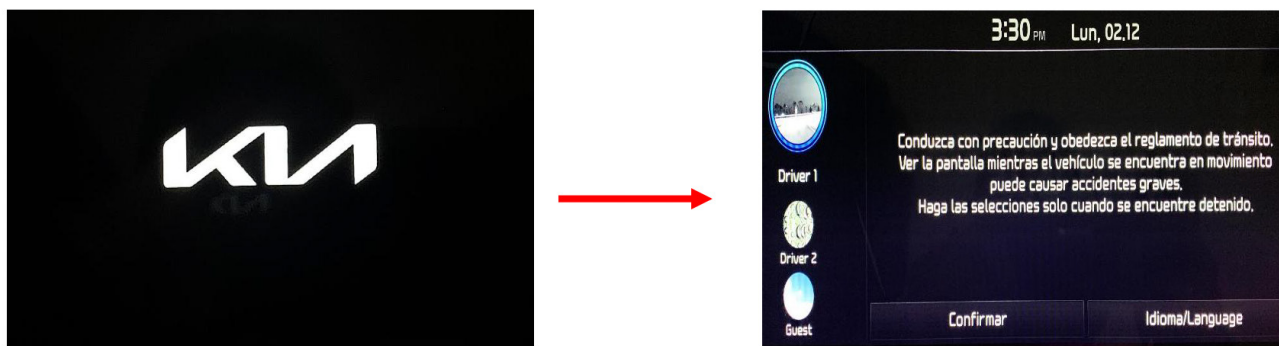 KIA
3:30 PM Lun, 02.12
Driver 1
Driver 2
Guest
Conduzca con precaución y obedezca el reglamento de tránsito.
Ver la pantalla mientras el vehículo se encuentra en movimiento
puede causar accidentes graves.
Haga las selecciones solo cuando se encuentre detenido.
Confirmar Idioma/Language